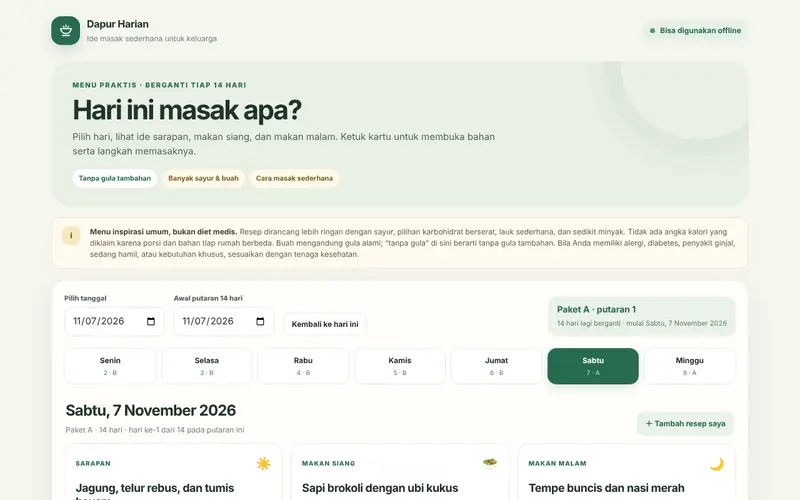 Dapur Harian
Ide masak sederhana untuk keluarga
Bisa digunakan offline
MENU PRAKTIS · BERGANTI TIAP 14 HARI
Hari ini masak apa?
Pilih hari, lihat ide sarapan, makan siang, dan makan malam. Ketuk kartu untuk membuka bahan
serta langkah memasaknya.
Tanpa gula tambahan
Banyak sayur & buah
Cara masak sederhana
i
Menu inspirasi umum, bukan diet medis. Resep dirancang lebih ringan dengan sayur, pilihan karbohidrat berserat, lauk sederhana, dan sedikit minyak. Tidak ada angka kalori yang
diklaim karena porsi dan bahan tiap rumah berbeda. Buah mengandung gula alami; “tanpa gula” di sini berarti tanpa gula tambahan. Bila Anda memiliki alergi, diabetes, penyakit ginjal,
sedang hamil, atau kebutuhan khusus, sesuaikan dengan tenaga kesehatan.
Pilih tanggal
Awal putaran 14 hari
11/07/2026
11/07/2026
Kembali ke hari ini
Paket A · putaran 1
14 hari lagi berganti · mulai Sabtu, 7 November 2026
Senin
2 · B
Selasa
3 · B
Rabu
4 · B
Kamis
5 · B
Jumat
6 · B
Sabtu
7 · A
Minggu
8 · A
Sabtu, 7 November 2026
Paket A · 14 hari · hari ke-1 dari 14 pada putaran ini
+ Tambah resep saya
SARAPAN
Jagung, telur rebus, dan tumis
MAKAN SIANG
Sapi brokoli dengan ubi kukus
MAKAN MALAM
Tempe buncis dan nasi merah